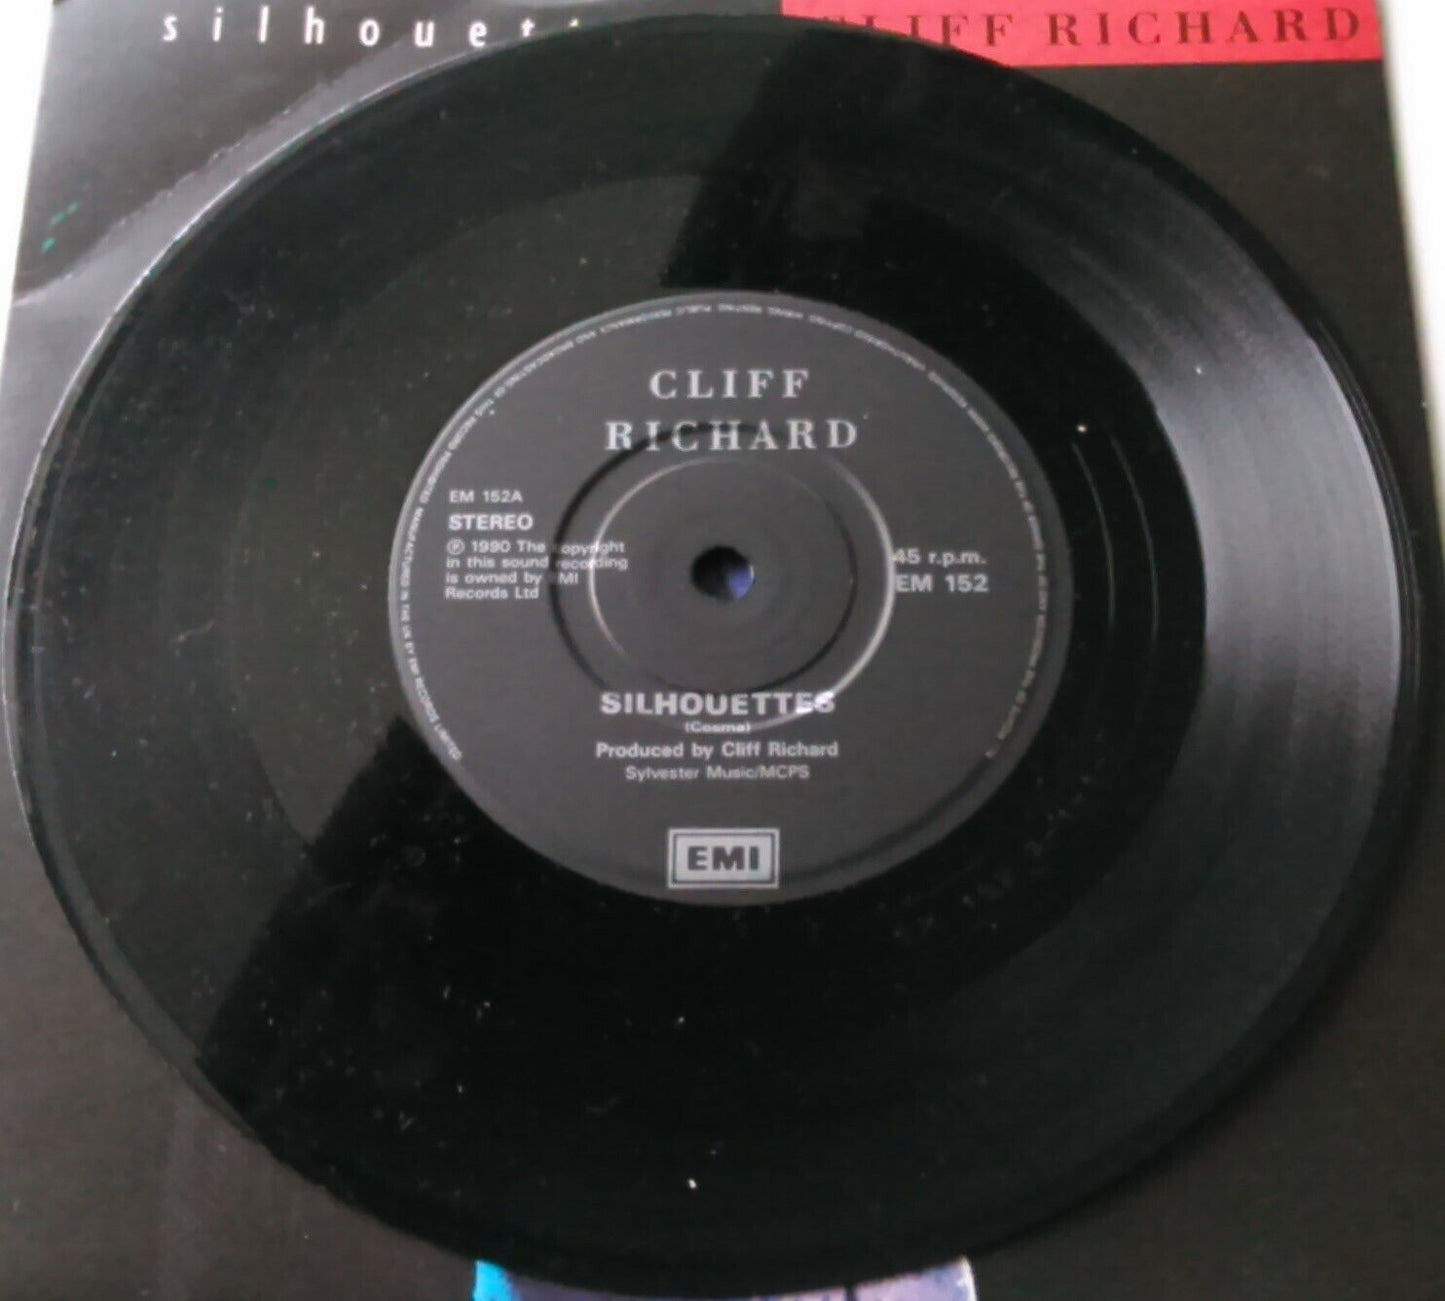 silhouet
CLIFF RICHARD
CLIFF
RICHARD
EM 152A
STEREO
℗ 1990 The copyright
in this sound recording
is owned by EMI
Records Ltd
45 r.p.m.
EM 152
SILHOUETTES
(Cosma)
Produced by Cliff Richard
Sylvester Music/MCPS
EMI